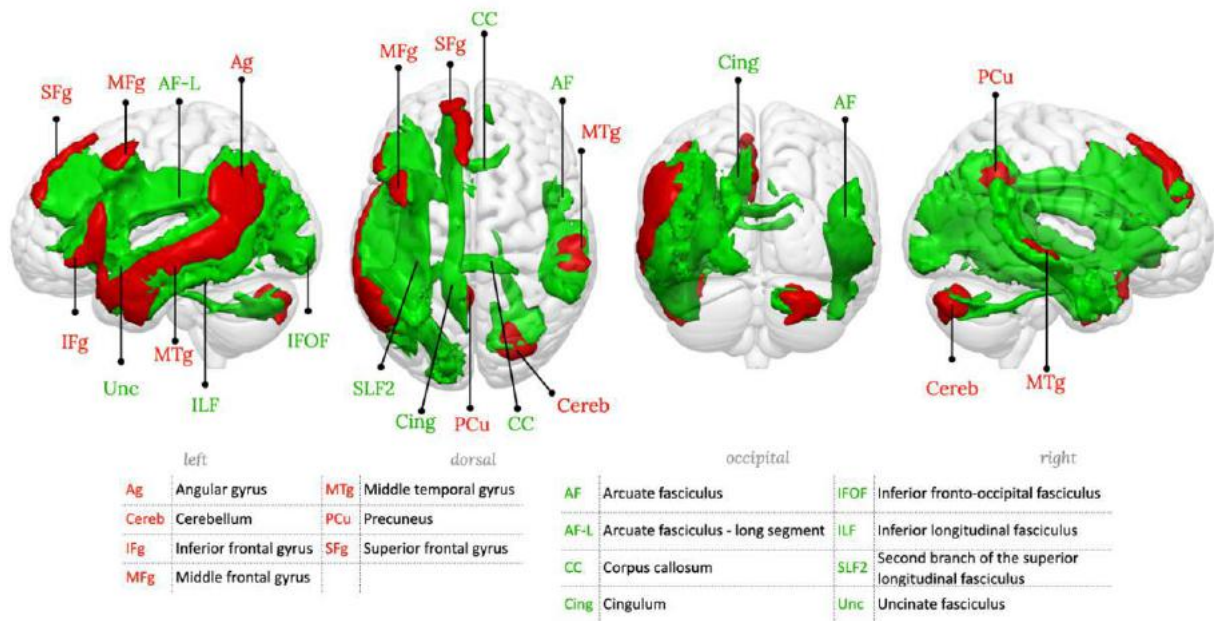 CC
SFg
MFg
Ag
MFg
AF-L
SFg
AF
MTg
Cing
AF
PCu
IFg
MTg
IFOF
Unc
ILF
SLF2
Cing
PCu
CC
Cereb
Cereb
MTg
left
dorsal
occipital
right
Ag Angular gyrus MTg Middle temporal gyrus
Cereb Cerebellum PCu Precuneus
IFg Inferior frontal gyrus SFg Superior frontal gyrus
MFg Middle frontal gyrus
AF Arcuate fasciculus IFOF Inferior fronto-occipital fasciculus
AF-L Arcuate fasciculus - long segment ILF Inferior longitudinal fasciculus
CC Corpus callosum SLF2 Second branch of the superior
longitudinal fasciculus
Cing Cingulum Unc Uncinate fasciculus